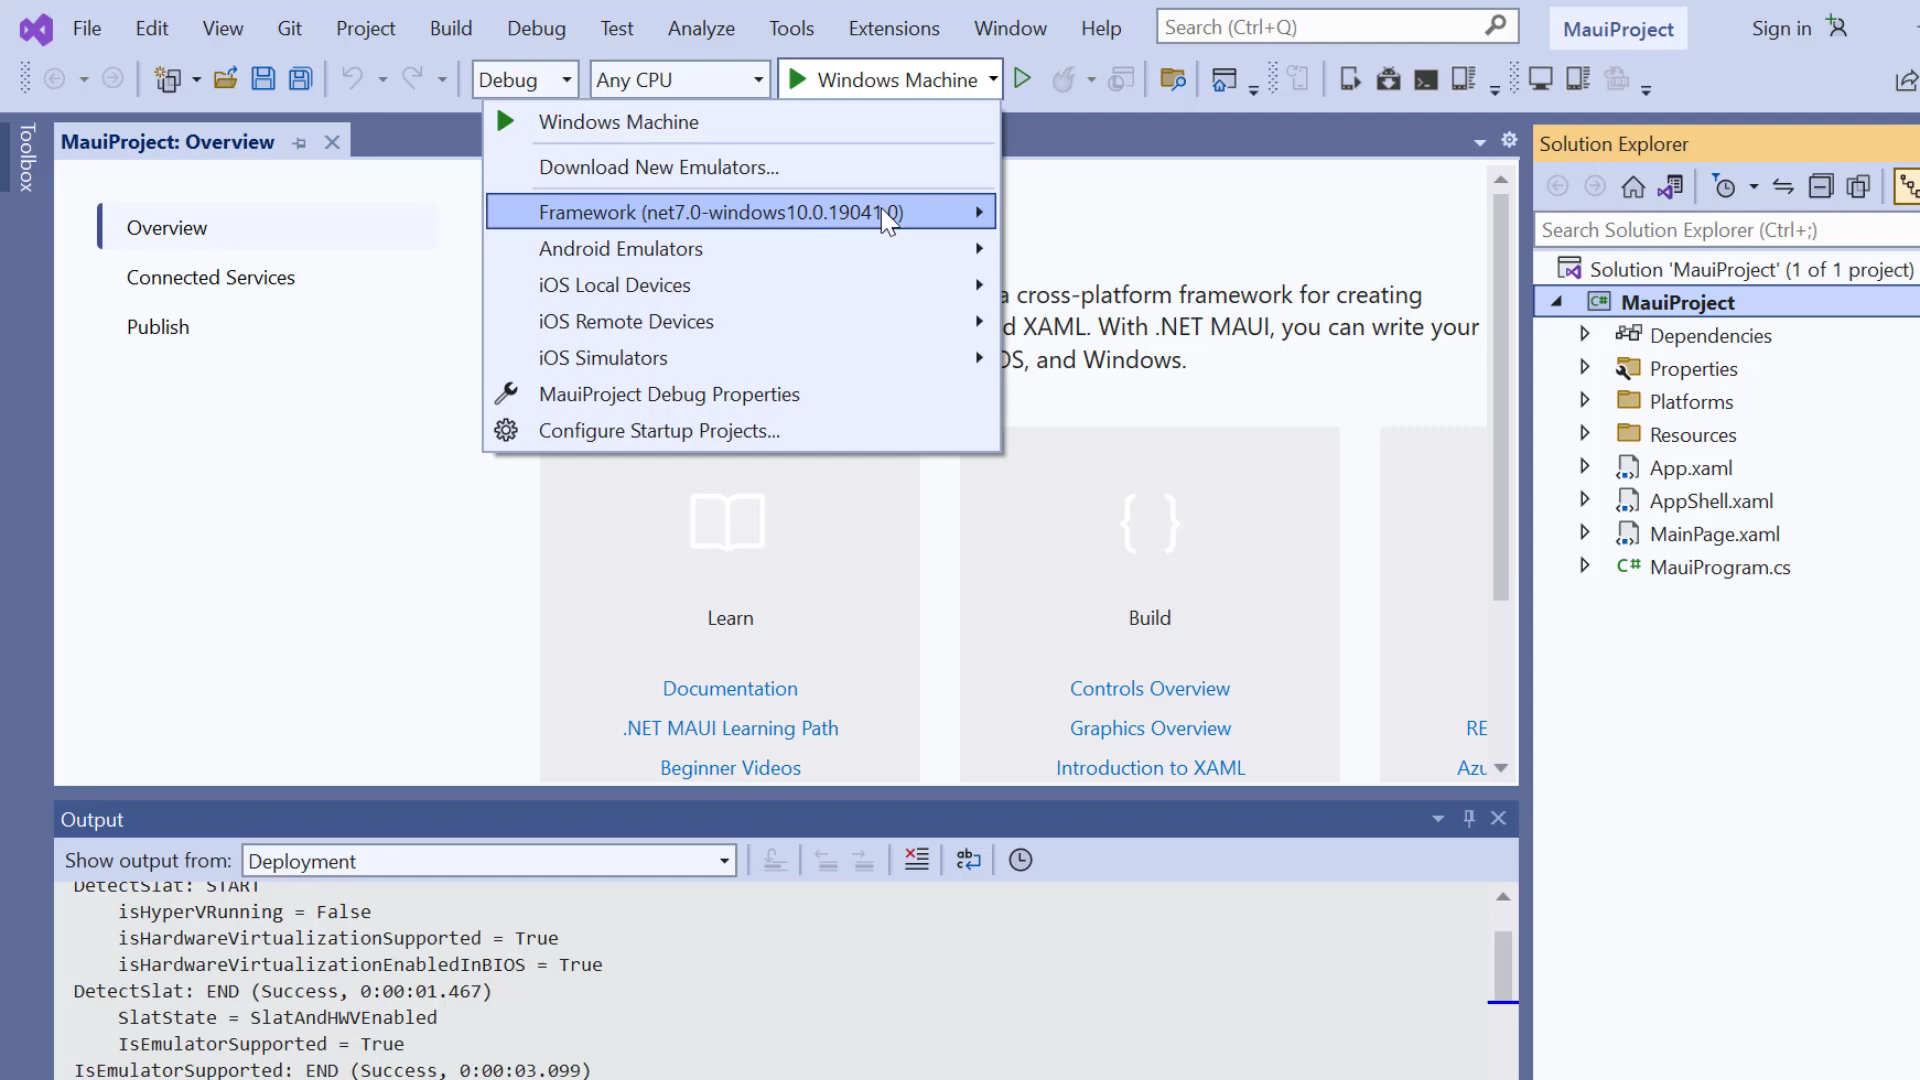 File Edit View Git Project Build Debug Test Analyze Tools Extensions Window Help Search (Ctrl+Q) MauiProject Sign in
Debug Any CPU Windows Machine
Toolbox
MauiProject: Overview
Overview
Connected Services
Publish
Windows Machine
Download New Emulators...
Framework (net7.0-windows10.0.19041.0)
Android Emulators
iOS Local Devices
iOS Remote Devices
iOS Simulators
MauiProject Debug Properties
Configure Startup Projects...
a cross-platform framework for creating
d XAML. With .NET MAUI, you can write your
OS, and Windows.
Learn
Documentation
.NET MAUI Learning Path
Beginner Videos
Build
Controls Overview
Graphics Overview
Introduction to XAML
RE
Azu
Solution Explorer
Search Solution Explorer (Ctrl+;)
Solution 'MauiProject' (1 of 1 project)
C# MauiProject
Dependencies
Properties
Platforms
Resources
App.xaml
AppShell.xaml
MainPage.xaml
C# MauiProgram.cs
Output
Show output from: Deployment
DetectSlat: START
isHyperVRunning = False
isHardwareVirtualizationSupported = True
isHardwareVirtualizationEnabledInBIOS = True
DetectSlat: END (Success, 0:00:01.467)
SlatState = SlatAndHWVEnabled
IsEmulatorSupported = True
IsEmulatorSupported: END (Success, 0:00:03.099)